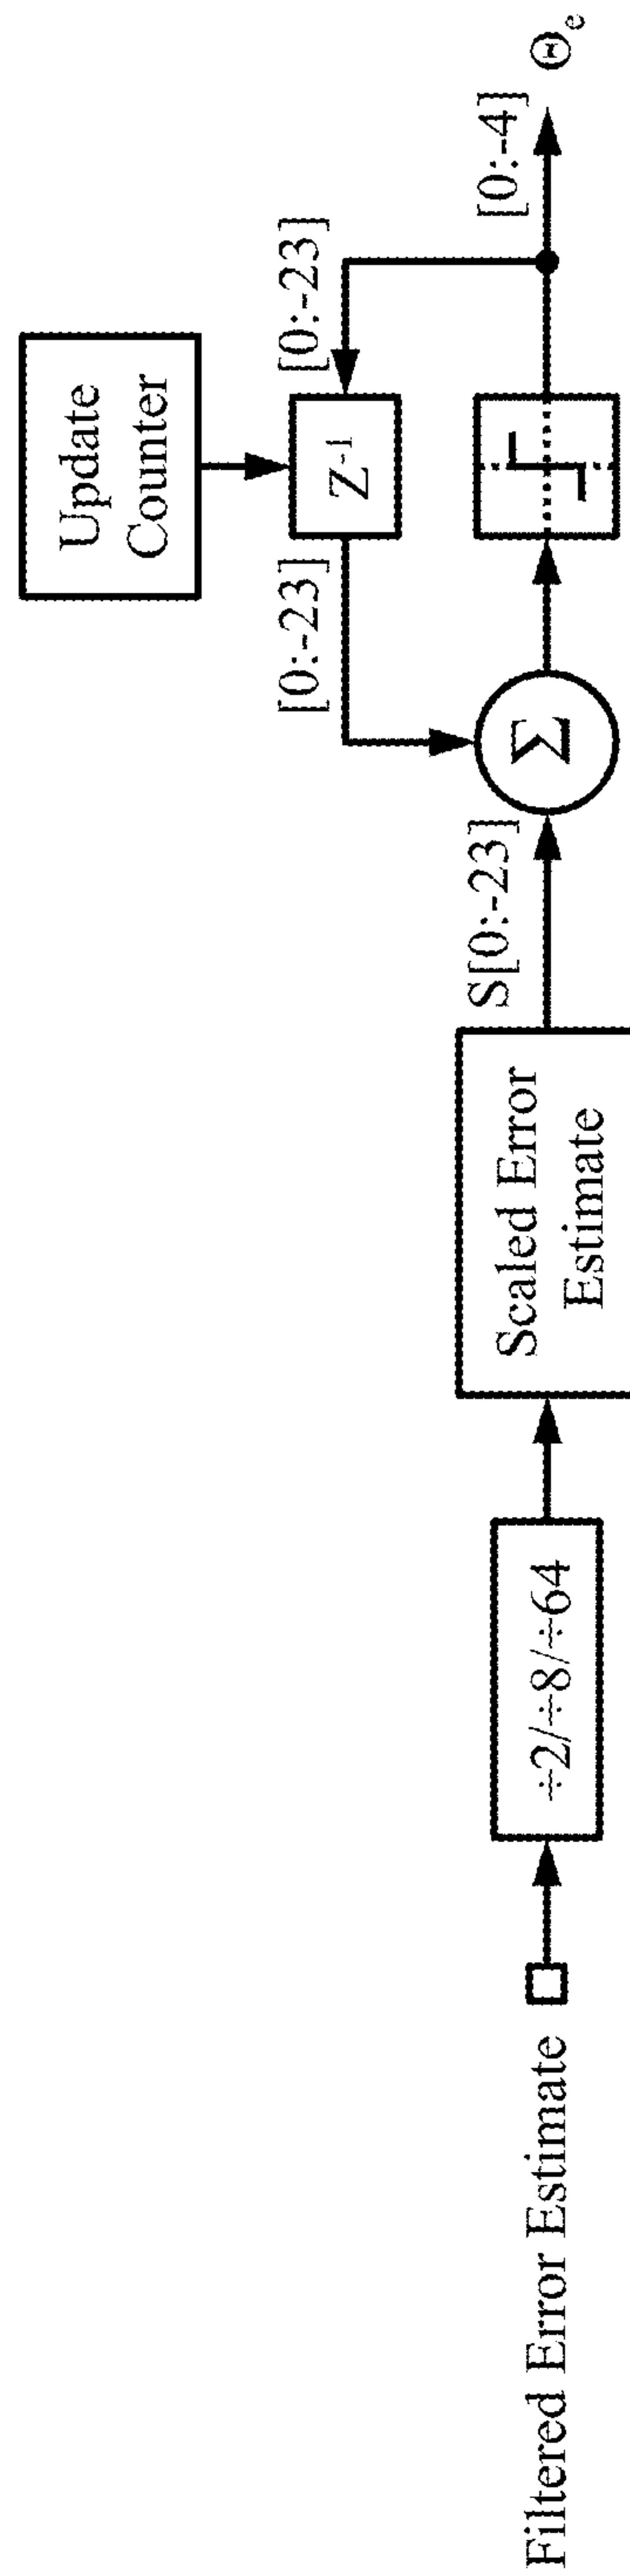 Update
Counter
[0:-23]
Z-1
[0:-23]
Filtered Error Estimate
÷2/÷8/÷64
Scaled Error
Estimate
S[0:-23]
Σ
[0:-4]
Θe